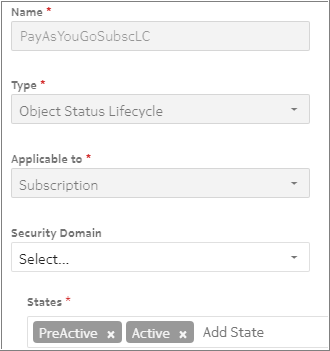 Name *
PayAsYouGoSubscLC
Type *
Object Status Lifecycle
Applicable to *
Subscription
Security Domain
Select...
States *
PreActive x Active x Add State